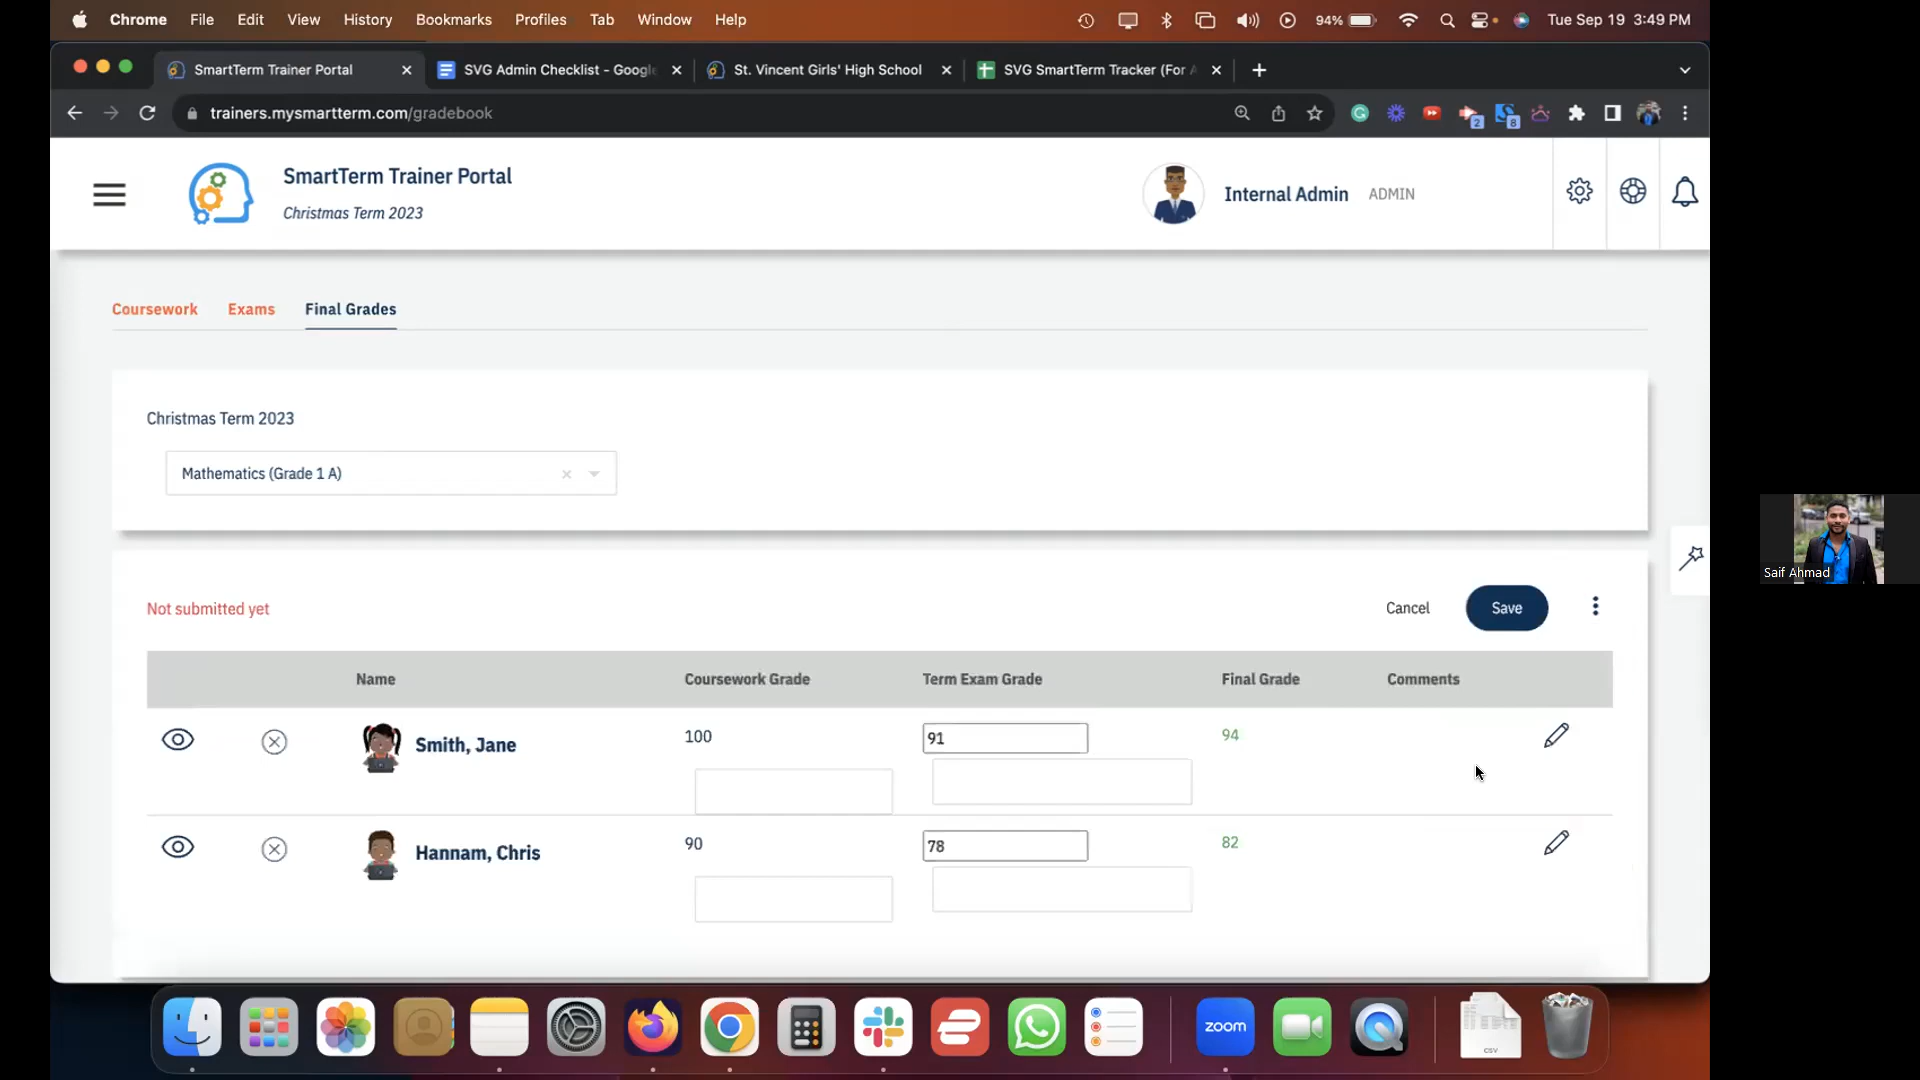 Chrome File Edit View History Bookmarks Profiles Tab Window Help 94% Tue Sep 19 3:49 PM
SmartTerm Trainer Portal SVG Admin Checklist - Googl St. Vincent Girls' High School SVG SmartTerm Tracker (For A
trainers.mysmartterm.com/gradebook
2 8
SmartTerm Trainer Portal
Christmas Term 2023
Internal Admin ADMIN
Coursework Exams Final Grades
Christmas Term 2023
Mathematics (Grade 1 A)
Saif Ahmad
Not submitted yet Cancel Save
Name Coursework Grade Term Exam Grade Final Grade Comments
Smith, Jane 100 91 94
Hannam, Chris 90 78 82
zoom
CSV